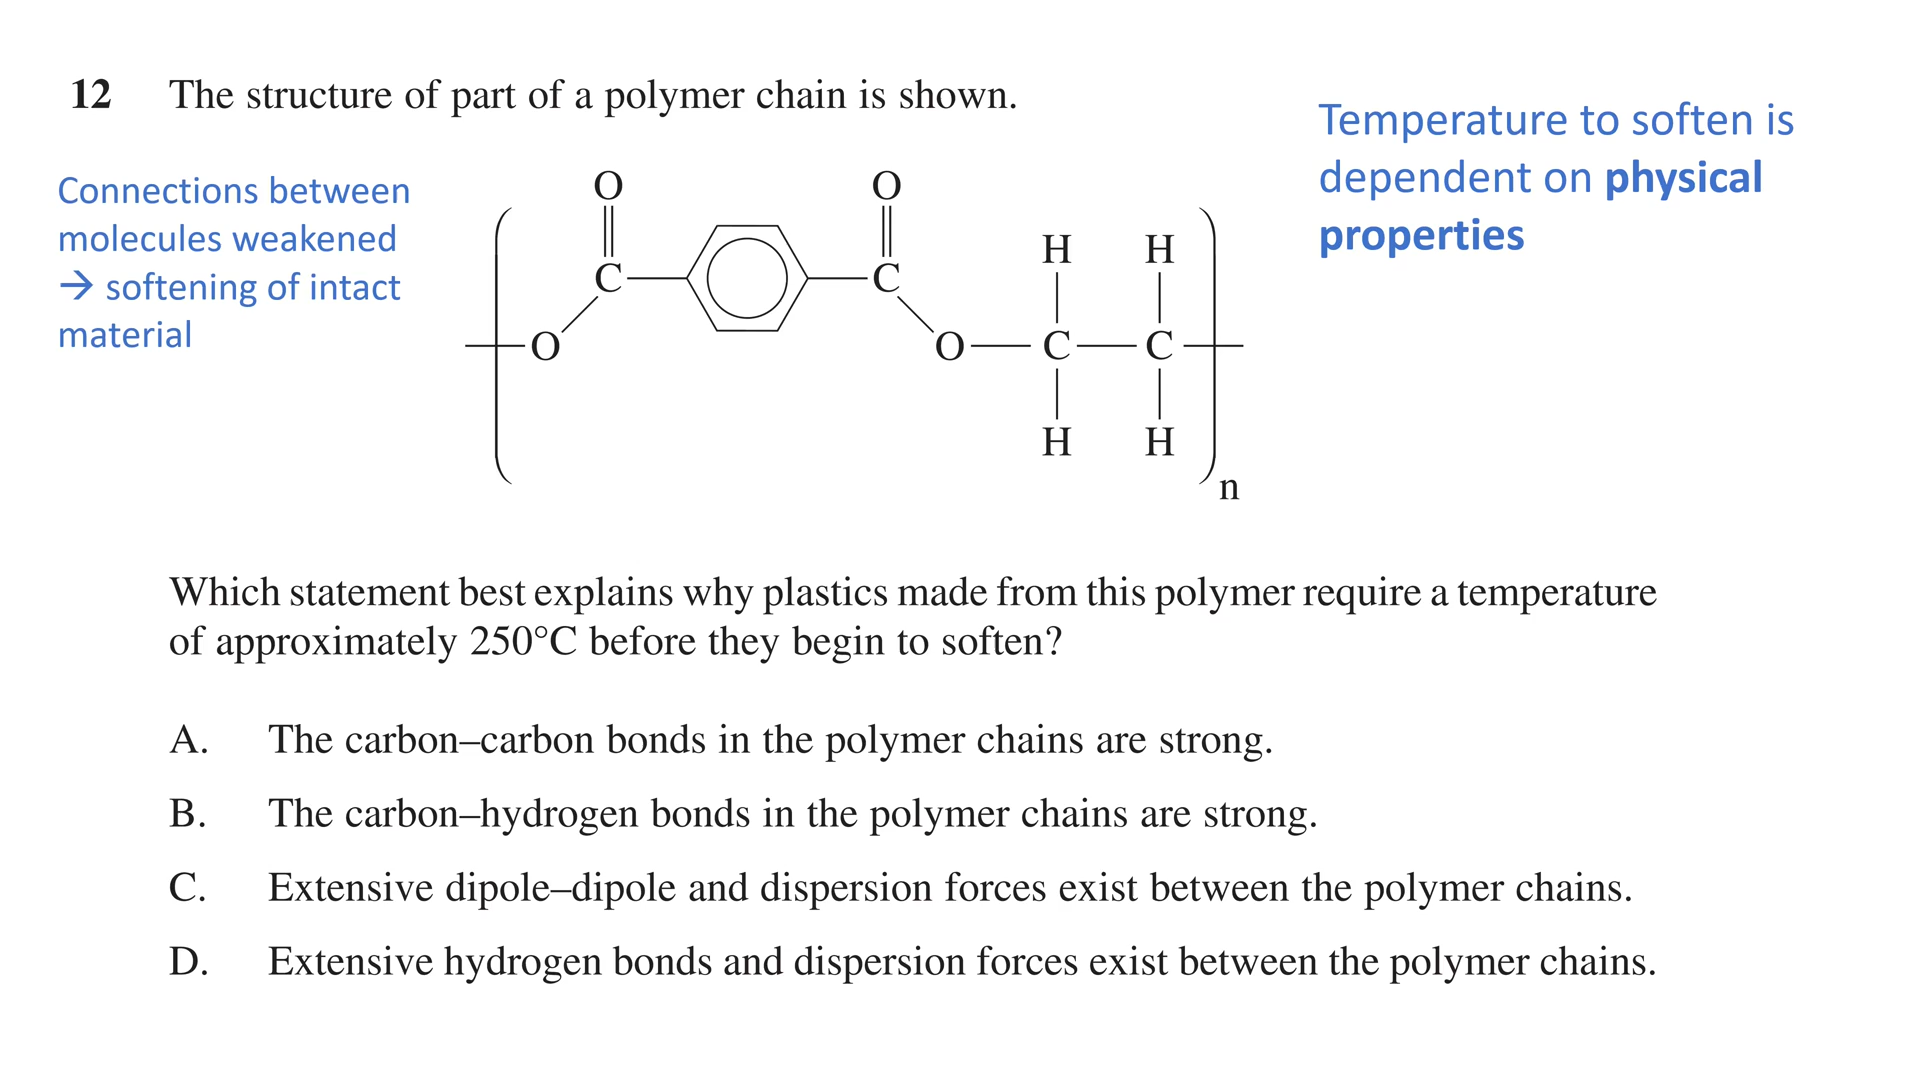 12 The structure of part of a polymer chain is shown.
Temperature to soften is
dependent on physical
properties
Connections between
molecules weakened
→ softening of intact
material
O O
H H
C C
O O C C
H H
n
Which statement best explains why plastics made from this polymer require a temperature
of approximately 250°C before they begin to soften?
A. The carbon–carbon bonds in the polymer chains are strong.
B. The carbon–hydrogen bonds in the polymer chains are strong.
C. Extensive dipole–dipole and dispersion forces exist between the polymer chains.
D. Extensive hydrogen bonds and dispersion forces exist between the polymer chains.